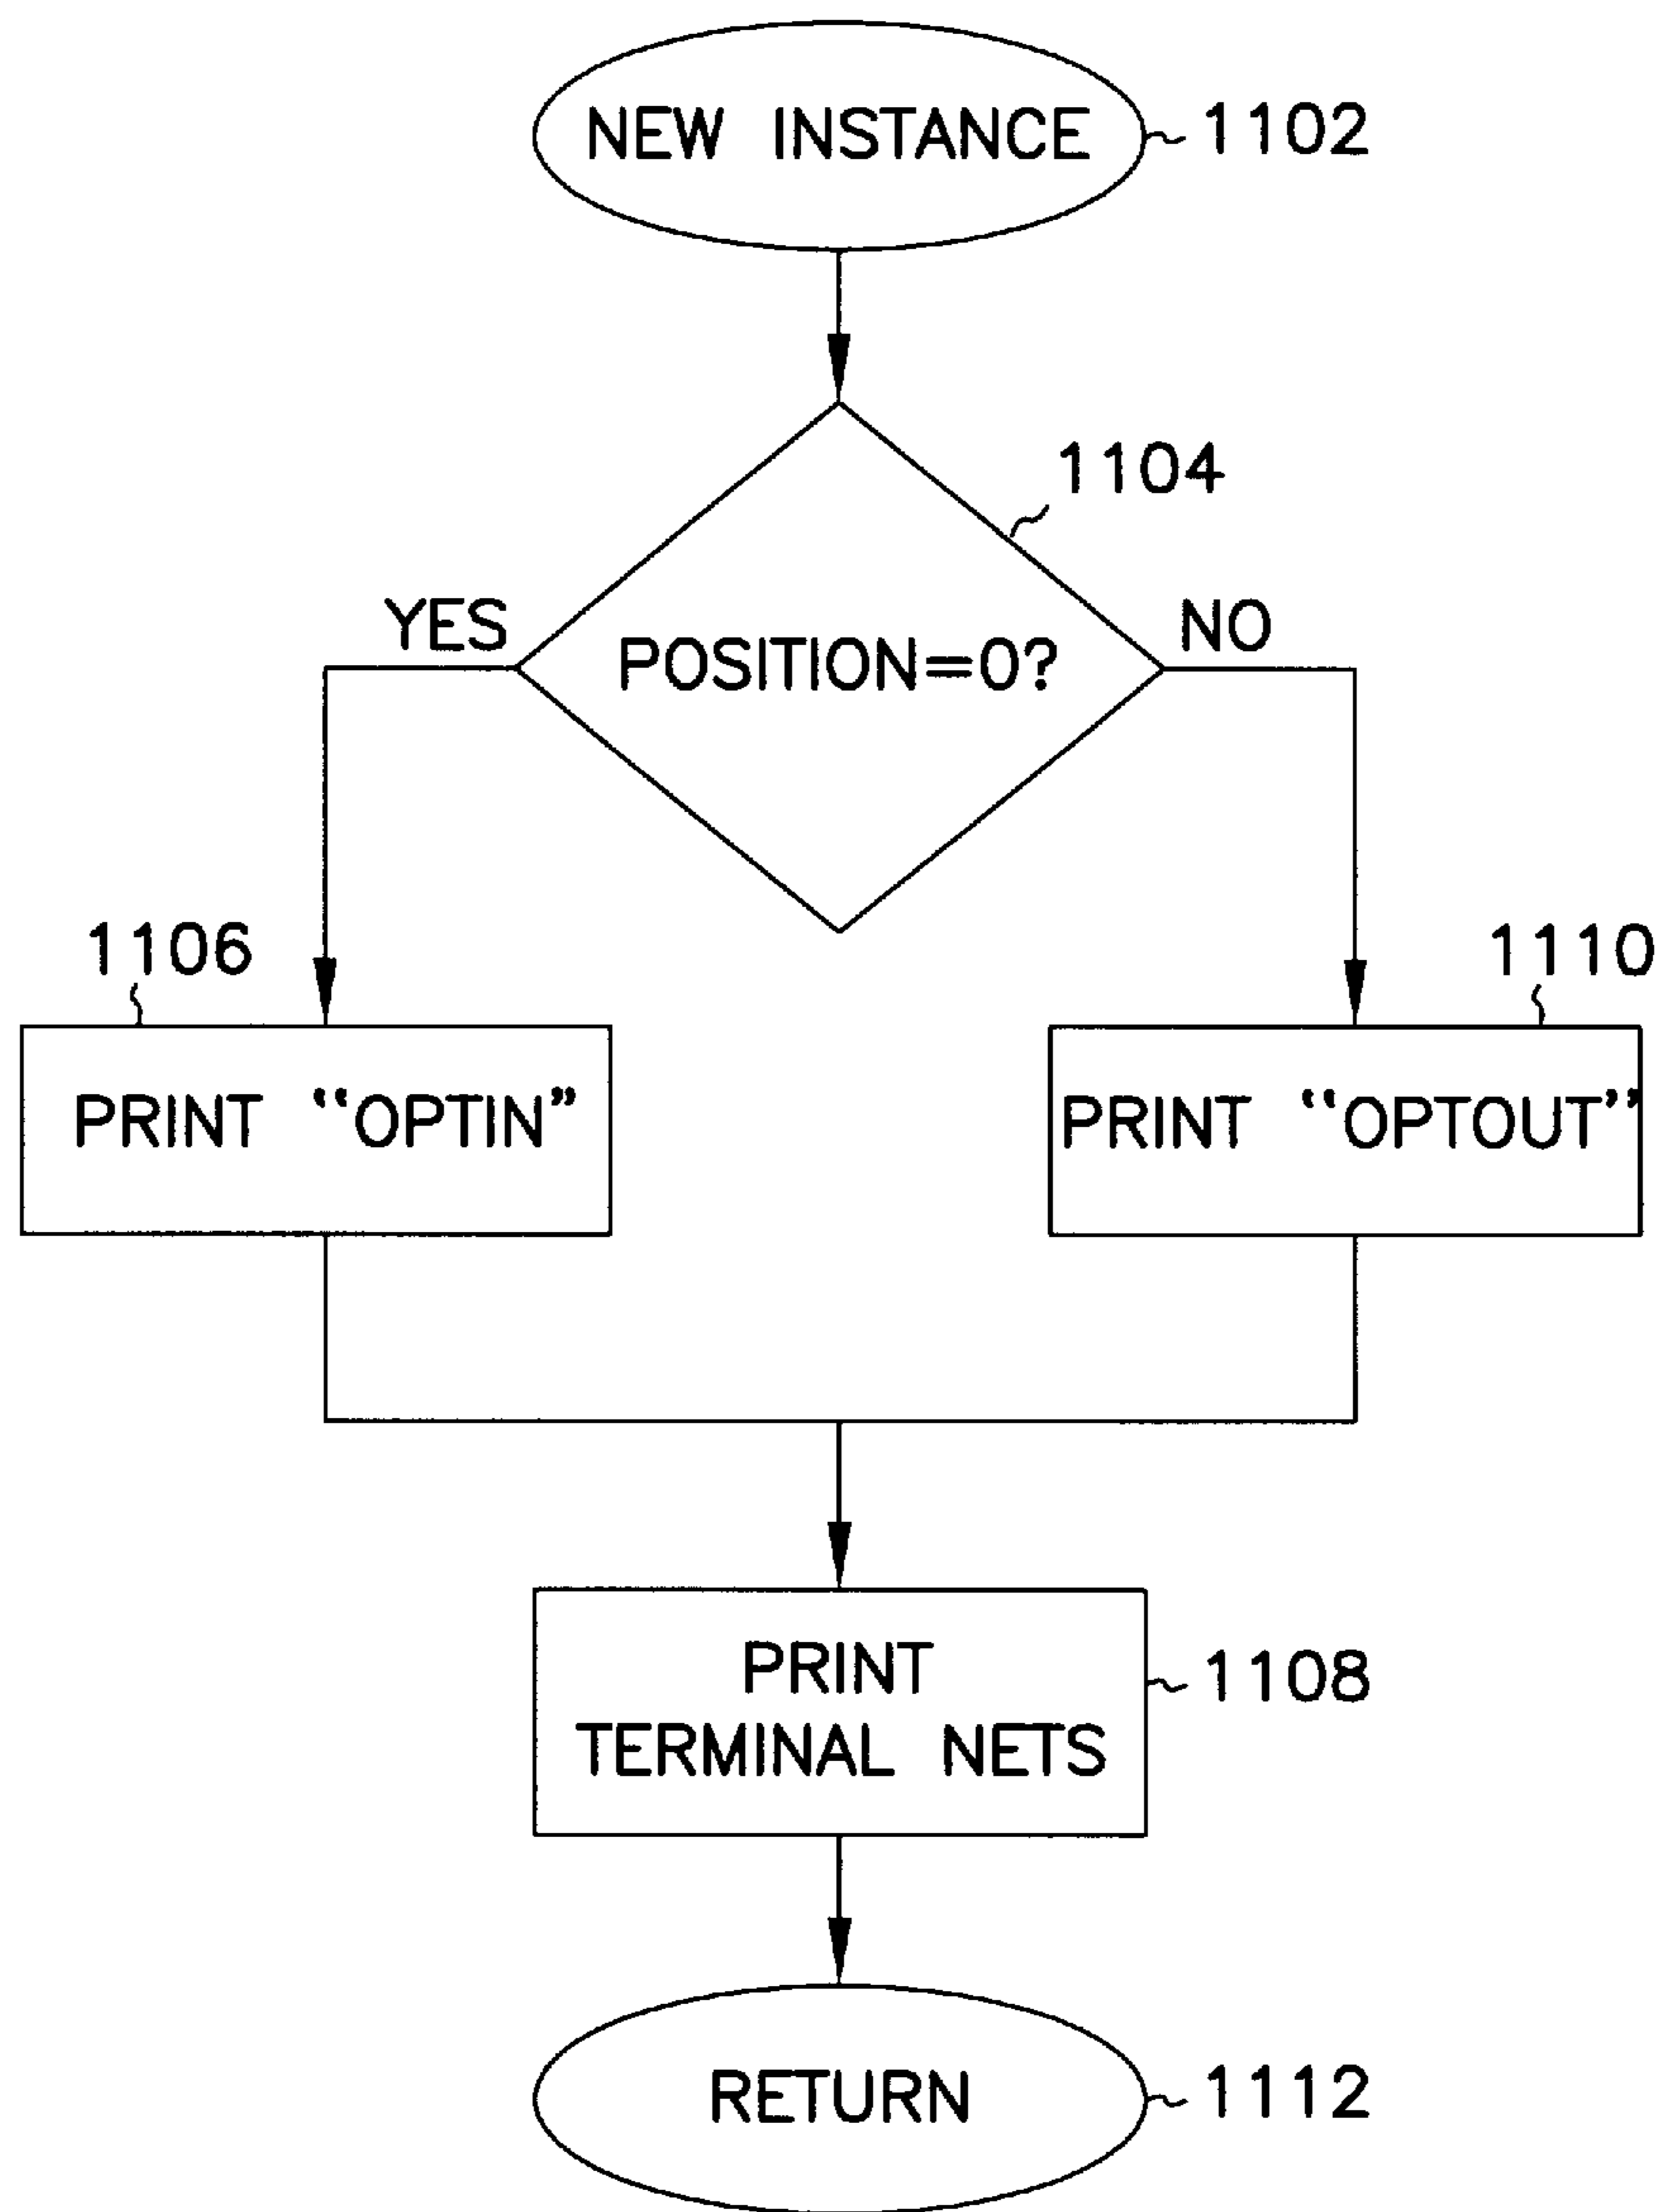 NEW INSTANCE
1102
1104
YES
POSITION=0?
NO
1106
1110
PRINT “OPTIN”
PRINT “OPTOUT”
PRINT
TERMINAL NETS
1108
RETURN
1112